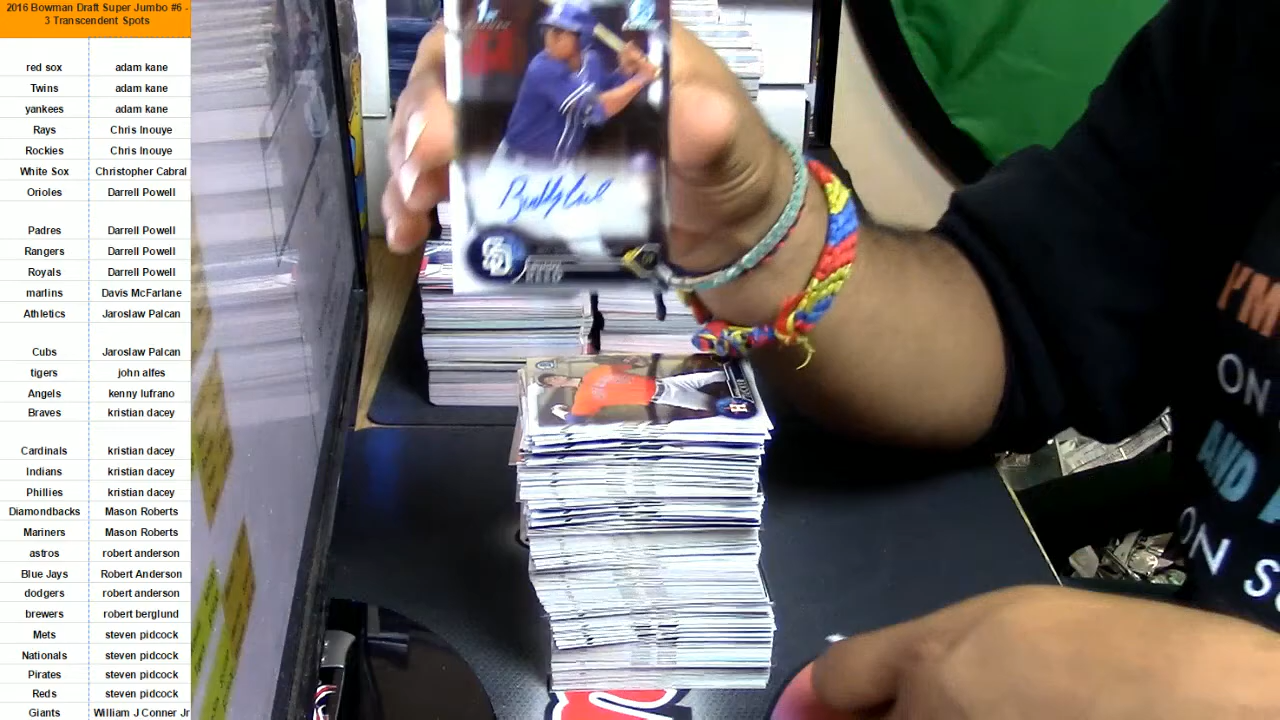 2016 Bowman Draft Super Jumbo #6 -
3 Transcendent Spots
adam kane
Twins adam kane
yankees adam kane
Rays Chris Inouye
Rockies Chris Inouye
White Sox Christopher Cabral
Orioles Darrell Powell
Padres Darrell Powell
Rangers Darrell Powell
Royals Darrell Powell
marlins Davis McFarlane
Athletics Jaroslaw Palcan
Cubs Jaroslaw Palcan
tigers john alfes
Angels kenny lufrano
Braves kristian dacey
kristian dacey
Indians kristian dacey
Phillies kristian dacey
Diamondbacks Mason Roberts
Mariners Mason Roberts
robert anderson
Blue Jays Robert Anderson
dodgers robert anderson
brewers robert berglund
Mets steven pidcock
Nationals steven pidcock
Pirates steven pidcock
Reds steven pidcock
Giants William J Conner Jr
1st
SD
I'M
ON
AND
ON